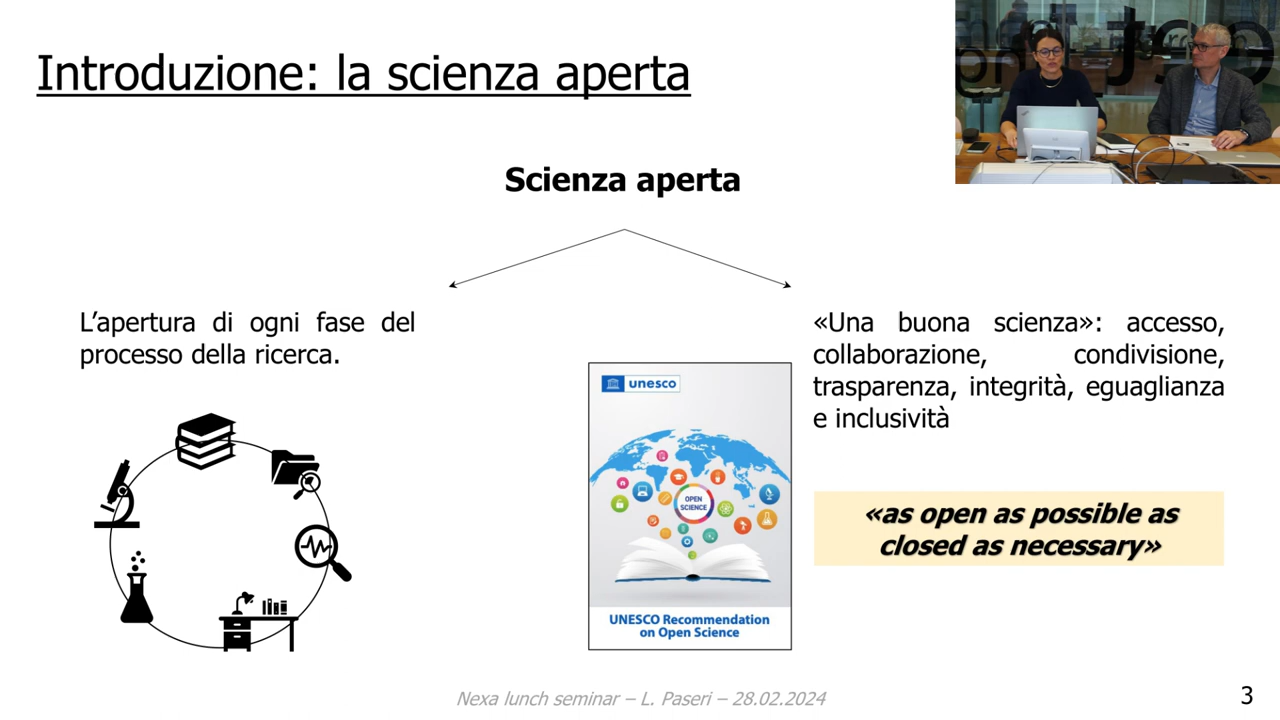 Introduzione: la scienza aperta
Scienza aperta
L'apertura di ogni fase del
processo della ricerca.
«Una buona scienza»: accesso,
collaborazione, condivisione,
trasparenza, integrità, eguaglianza
e inclusività
unesco
OPEN
SCIENCE
UNESCO Recommendation
on Open Science
«as open as possible as
closed as necessary»
Nexa lunch seminar – L. Paseri – 28.02.2024
3